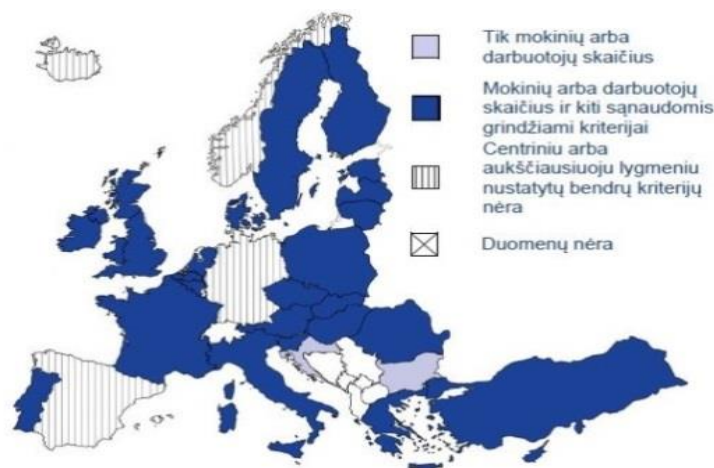 Tik mokinių arba
darbuotojų skaičius
Mokinių arba darbuotojų
skaičius ir kiti sąnaudomis
grindžiami kriterijai
Centriniu arba
aukščiausiuoju lygmeniu
nustatytų bendrų kriterijų
nėra
Duomenų nėra